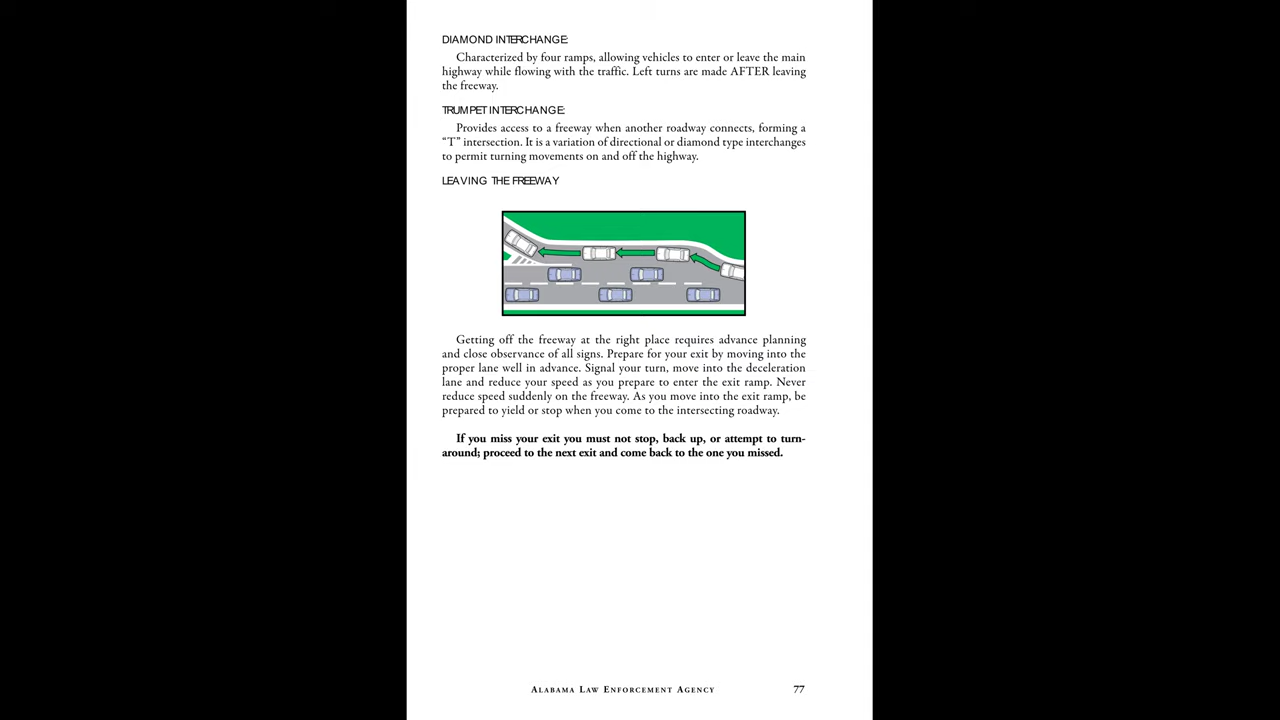 DIAMOND INTERCHANGE:
Characterized by four ramps, allowing vehicles to enter or leave the main
highway while flowing with the traffic. Left turns are made AFTER leaving
the freeway.
TRUMPET INTERCHANGE:
Provides access to a freeway when another roadway connects, forming a
“T” intersection. It is a variation of directional or diamond type interchanges
to permit turning movements on and off the highway.
LEAVING THE FREEWAY
Getting off the freeway at the right place requires advance planning
and close observance of all signs. Prepare for your exit by moving into the
proper lane well in advance. Signal your turn, move into the deceleration
lane and reduce your speed as you prepare to enter the exit ramp. Never
reduce speed suddenly on the freeway. As you move into the exit ramp, be
prepared to yield or stop when you come to the intersecting roadway.
If you miss your exit you must not stop, back up, or attempt to turn-
around; proceed to the next exit and come back to the one you missed.
ALABAMA LAW ENFORCEMENT AGENCY 77